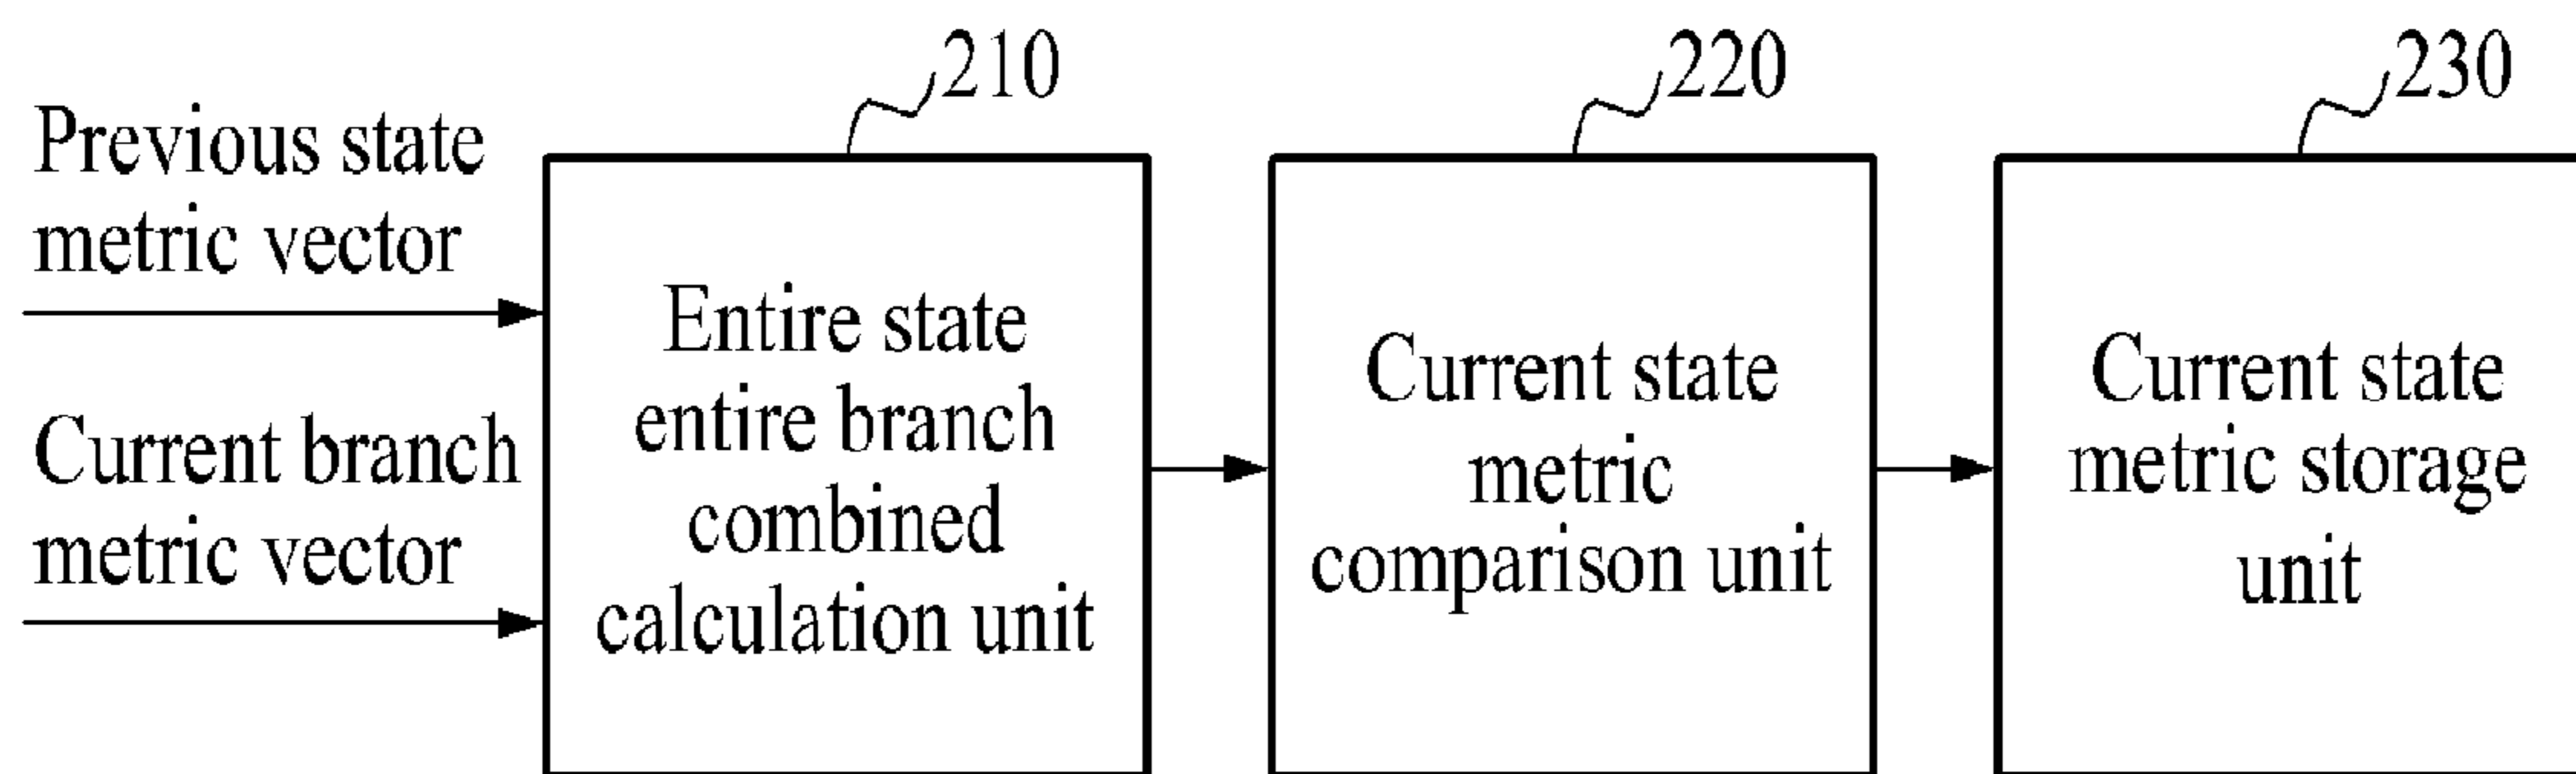 210
220
230
Previous state
metric vector
Current branch
metric vector
Entire state
entire branch
combined
calculation unit
Current state
metric
comparison unit
Current state
metric storage
unit